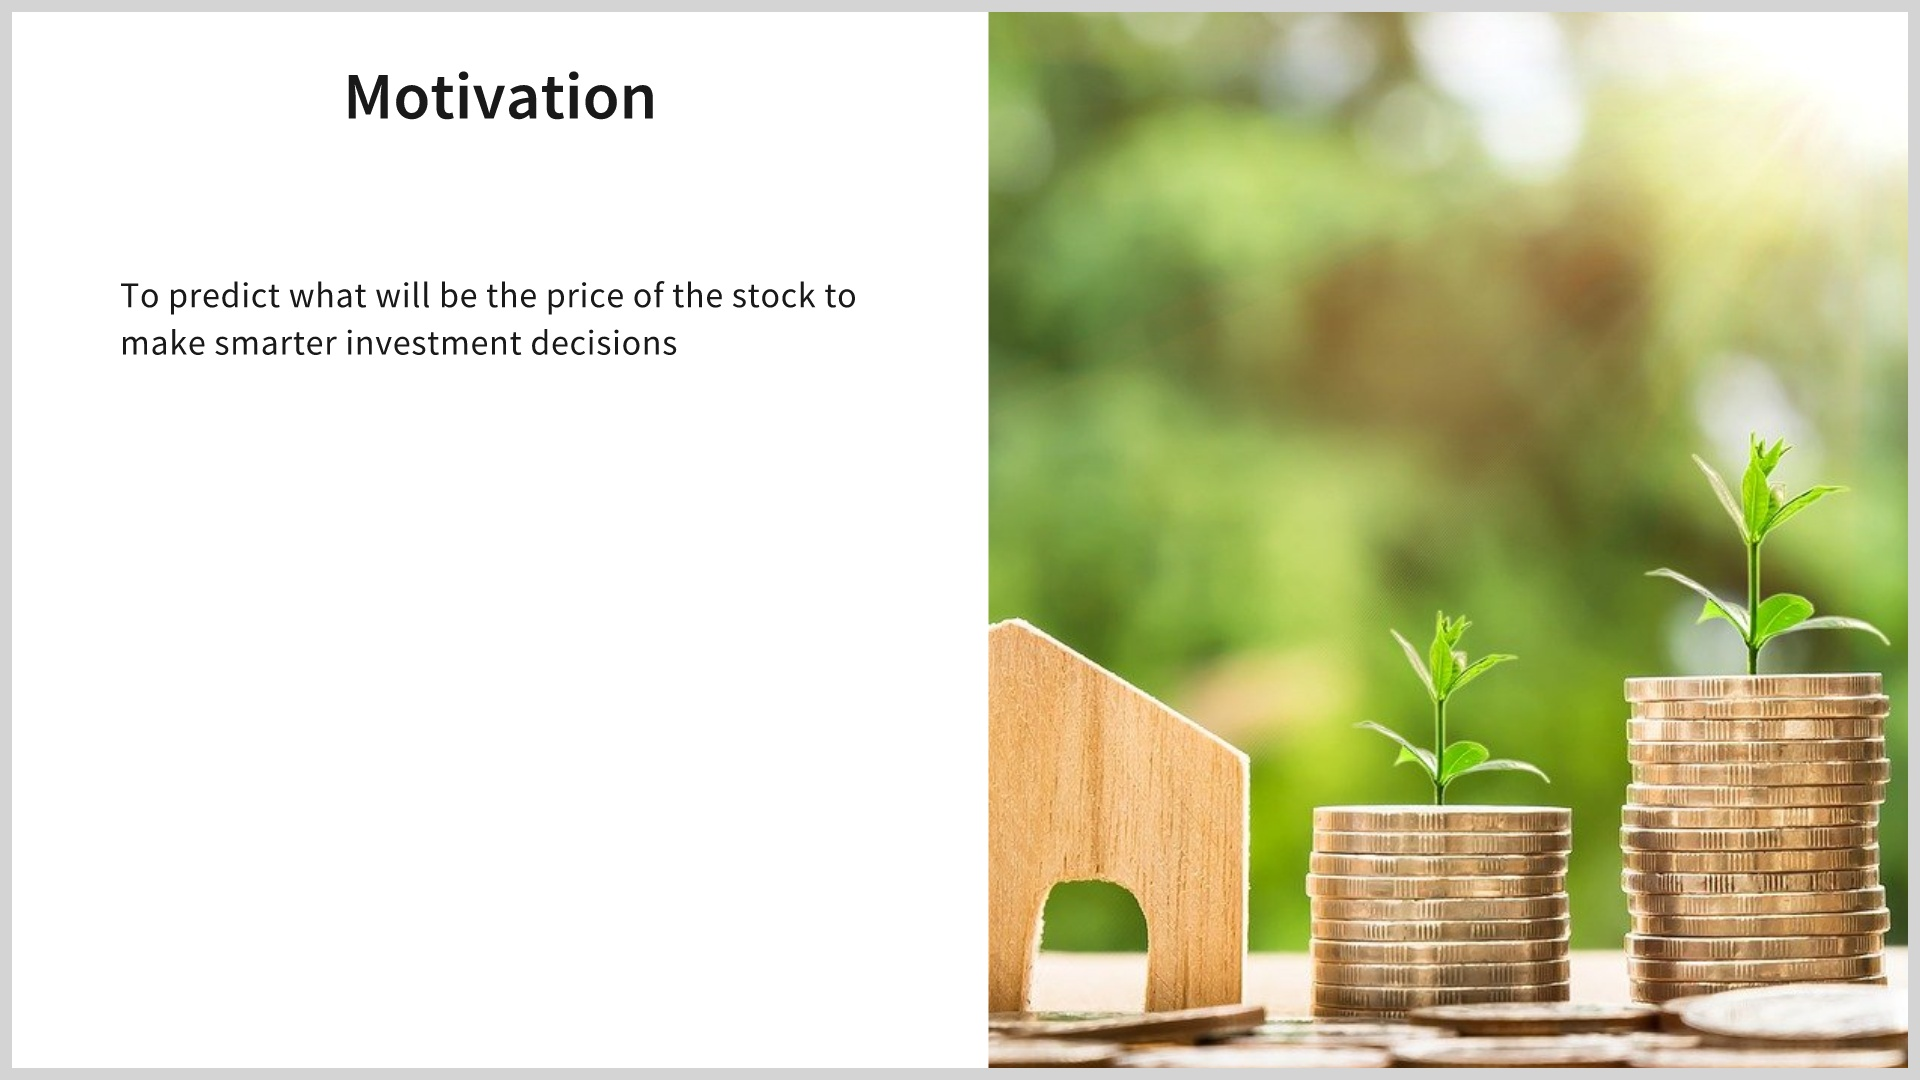 Motivation
To predict what will be the price of the stock to
make smarter investment decisions